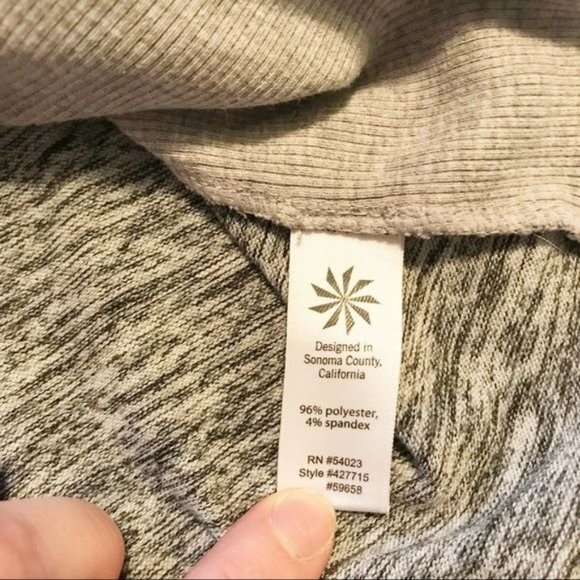 Designed in
Sonoma County,
California
96% polyester,
4% spandex
RN #54023
Style #427715
#59658